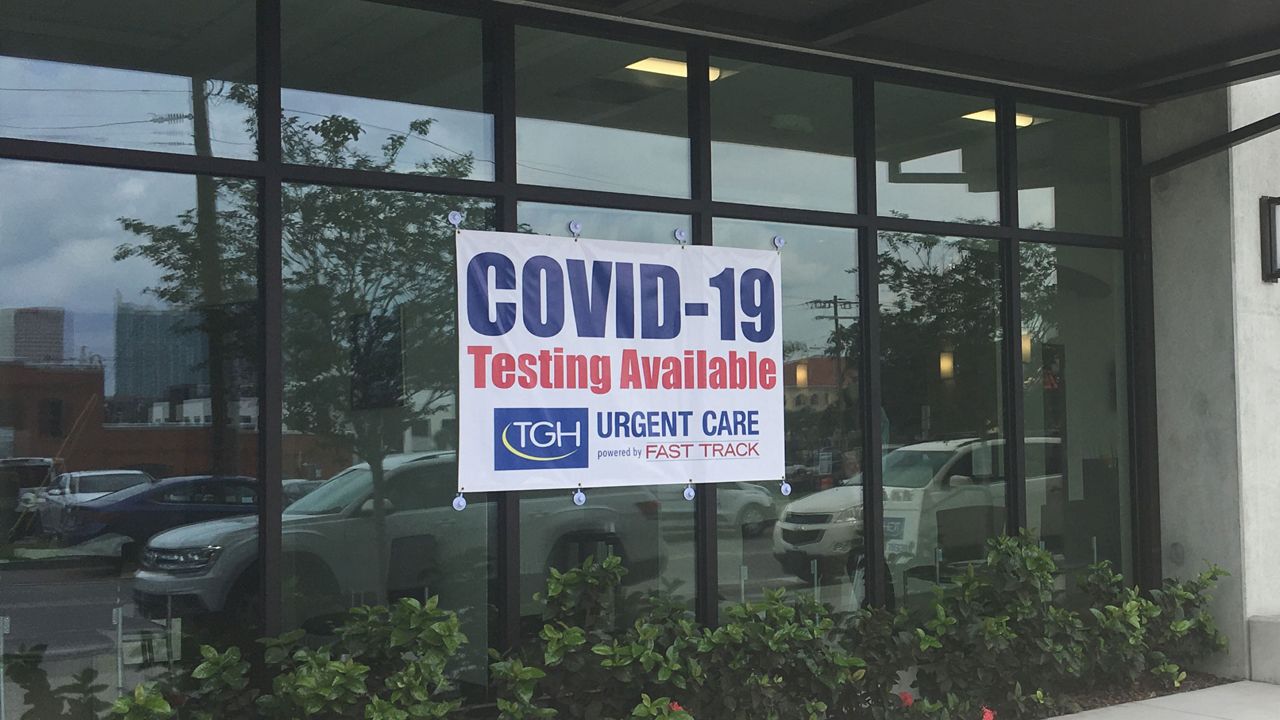 COVID-19
Testing Available
TGH URGENT CARE
powered by FAST TRACK